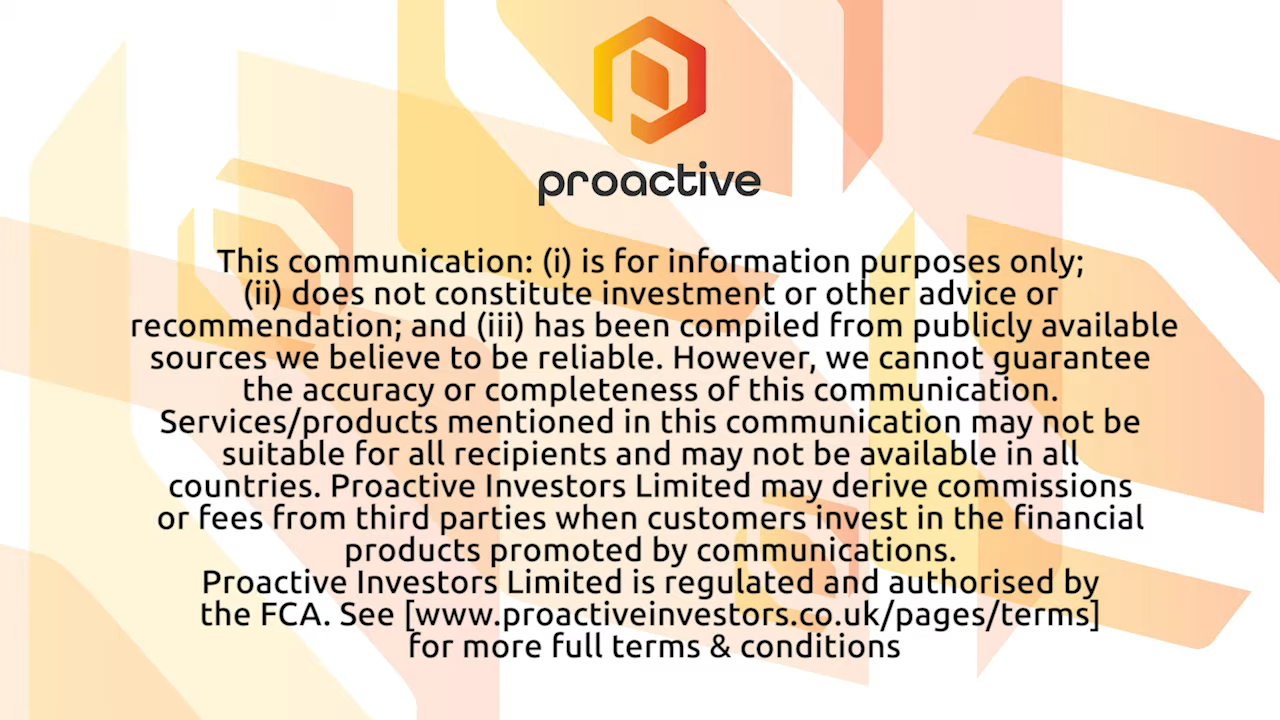 proactive
This communication: (i) is for information purposes only;
(ii) does not constitute investment or other advice or
recommendation; and (iii) has been compiled from publicly available
sources we believe to be reliable. However, we cannot guarantee
the accuracy or completeness of this communication.
Services/products mentioned in this communication may not be
suitable for all recipients and may not be available in all
countries. Proactive Investors Limited may derive commissions
or fees from third parties when customers invest in the financial
products promoted by communications.
Proactive Investors Limited is regulated and authorised by
the FCA. See [www.proactiveinvestors.co.uk/pages/terms]
for more full terms & conditions